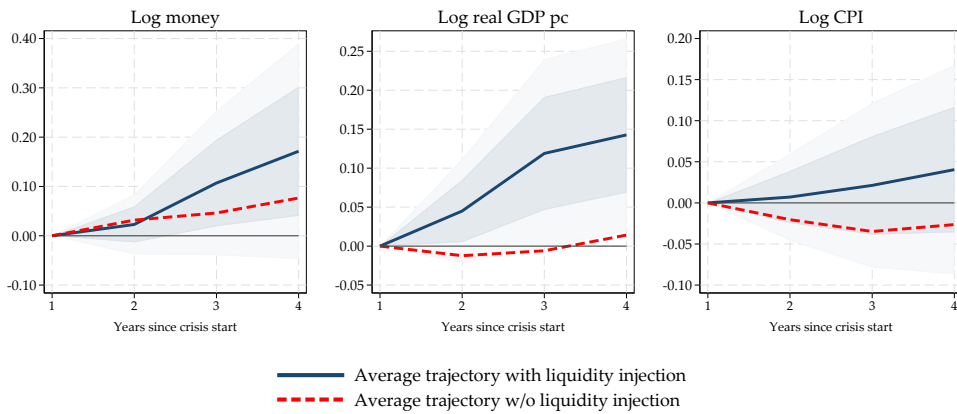 Log money
0.40
0.30
0.20
0.10
0.00
-0.10
1 2 3 4
Years since crisis start
Log real GDP pc
0.25
0.20
0.15
0.10
0.05
0.00
-0.05
1 2 3 4
Years since crisis start
Log CPI
0.20
0.15
0.10
0.05
0.00
-0.05
-0.10
1 2 3 4
Years since crisis start
Average trajectory with liquidity injection
Average trajectory w/o liquidity injection